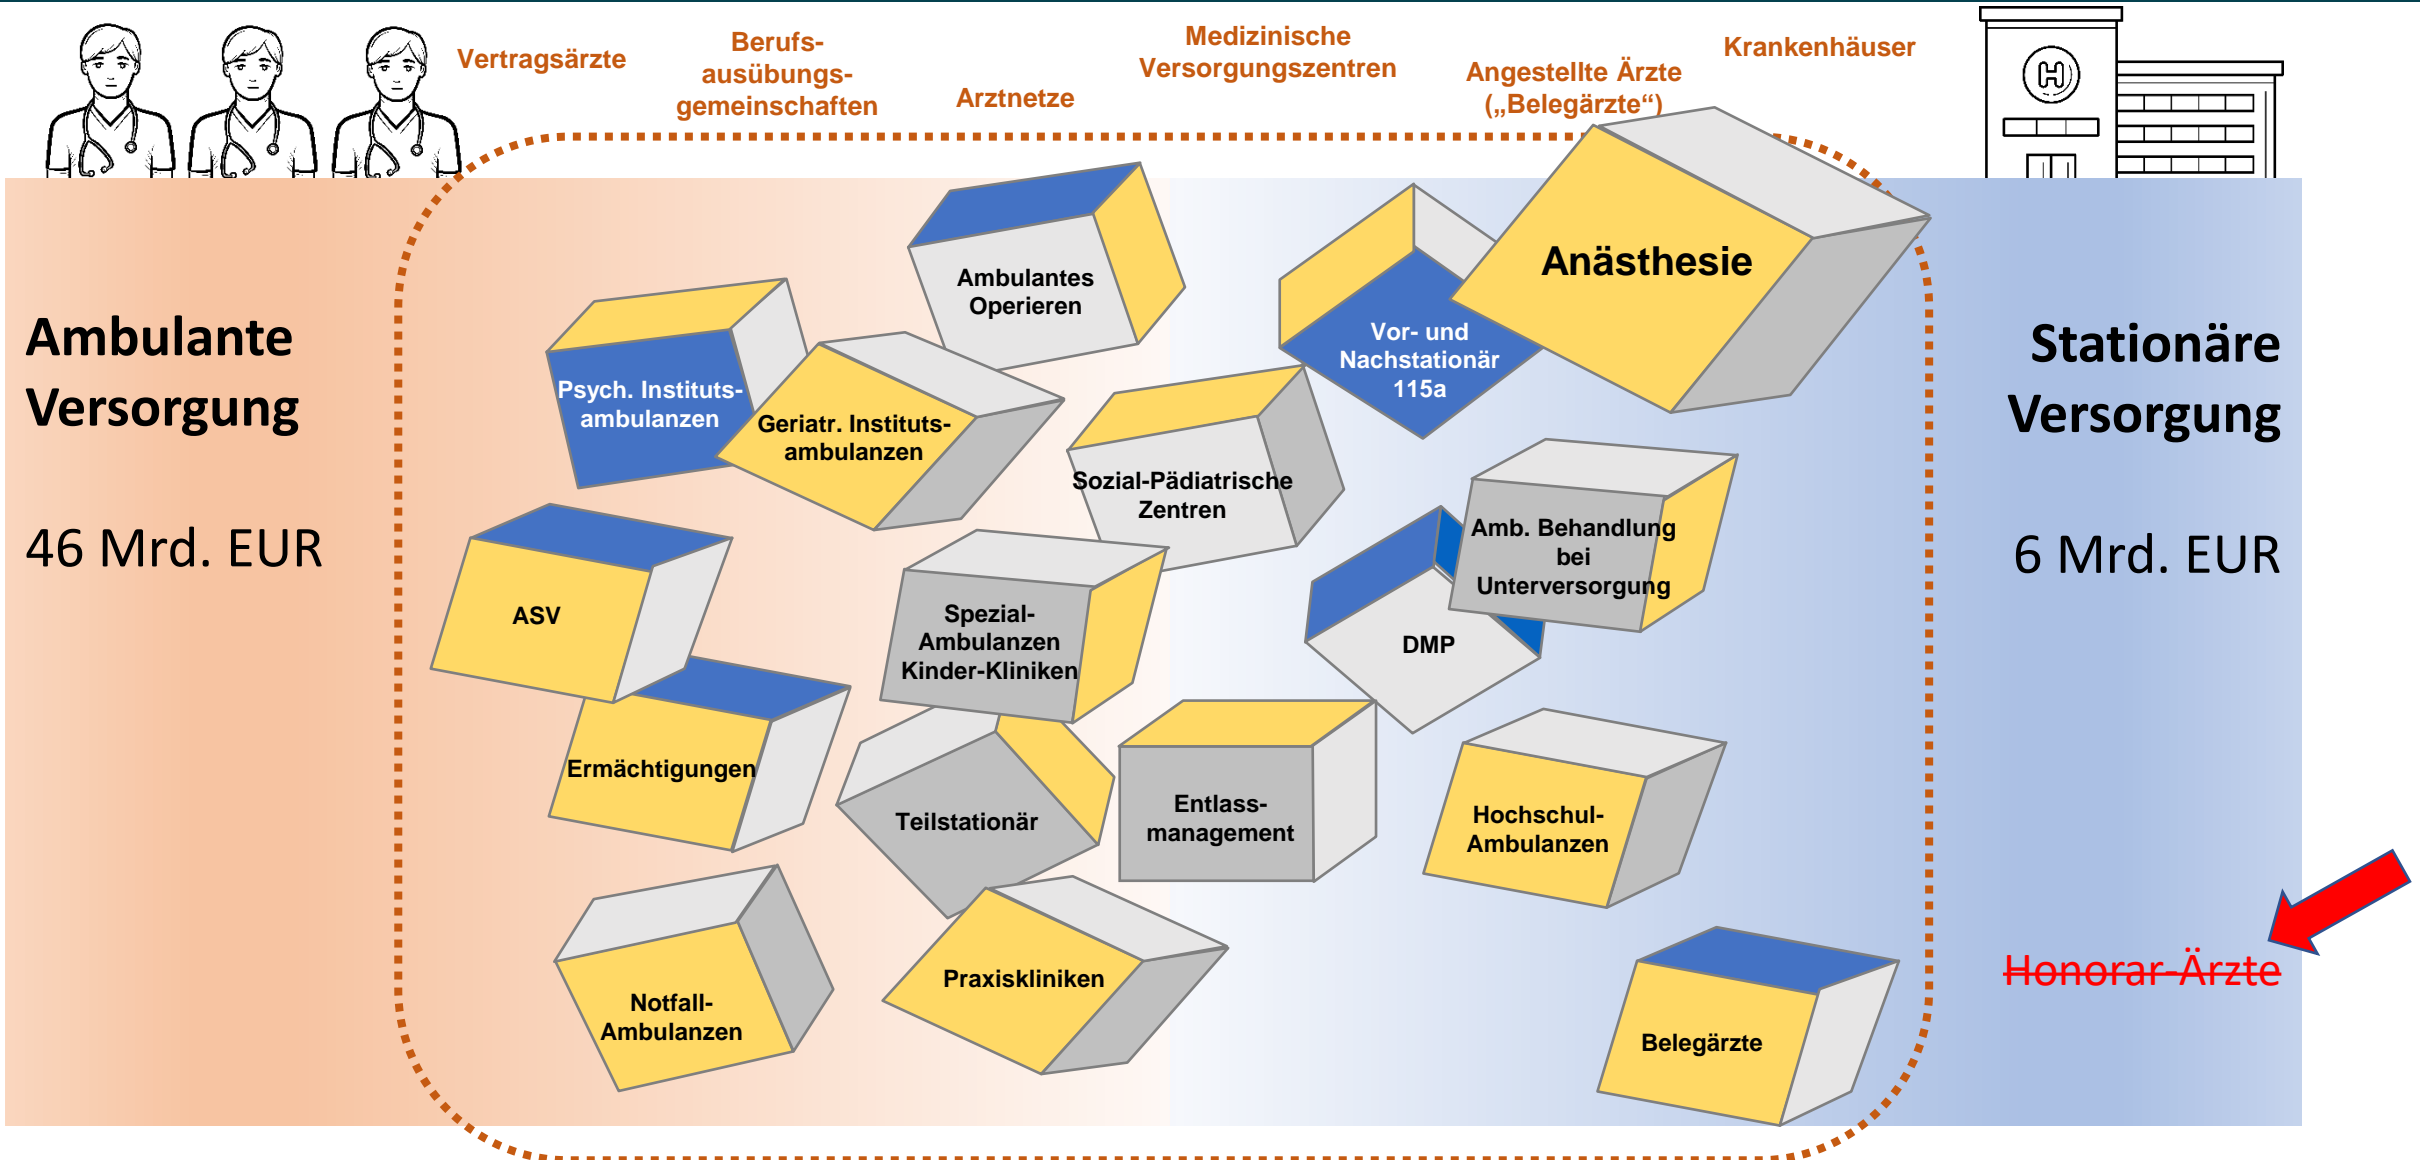 Vertragsärzte
Berufs-
ausübungs-
gemeinschaften
Arztnetze
Medizinische
Versorgungszentren
Angestellte Ärzte
(„Belegärzte“)
Krankenhäuser
H
Ambulante
Versorgung
46 Mrd. EUR
Ambulantes
Operieren
Anästhesie
Vor- und
Nachstationär
115a
Psych. Instituts-
ambulanzen
Geriatr. Instituts-
ambulanzen
Sozial-Pädiatrische
Zentren
Amb. Behandlung
bei
Unterversorgung
ASV
Spezial-
Ambulanzen
Kinder-Kliniken
DMP
Ermächtigungen
Teilstationär
Entlass-
management
Hochschul-
Ambulanzen
Notfall-
Ambulanzen
Praxiskliniken
Belegärzte
Stationäre
Versorgung
6 Mrd. EUR
Honorar-Ärzte